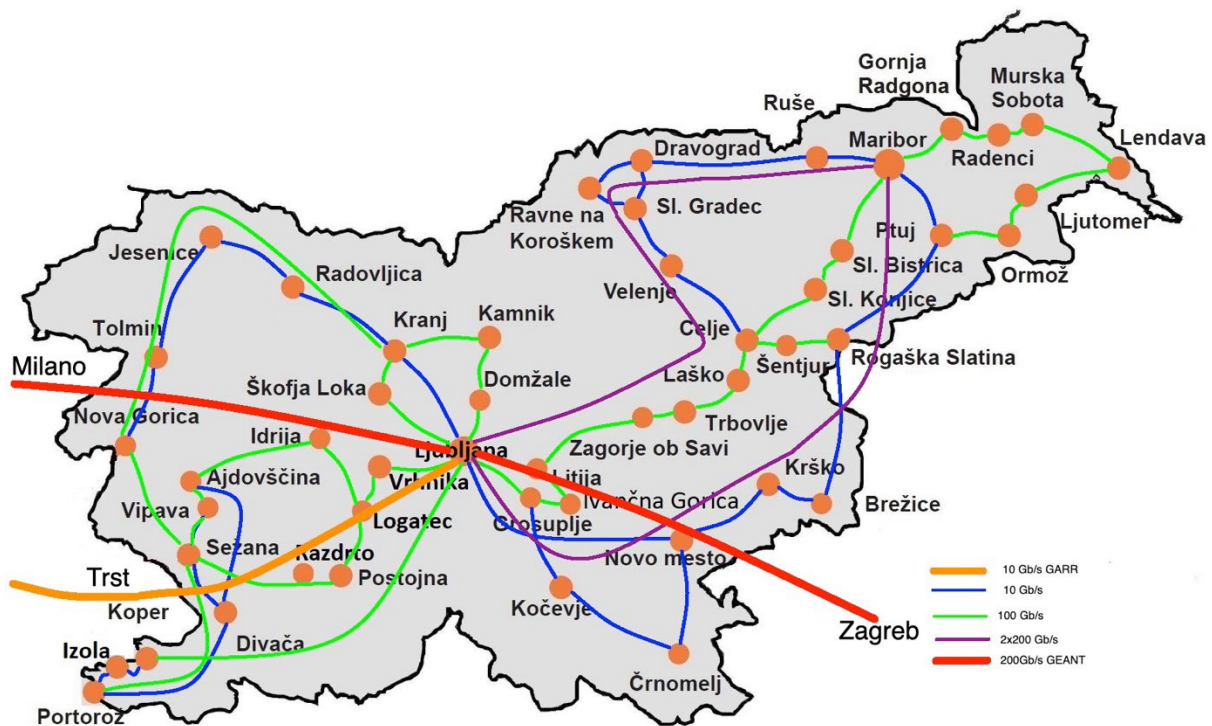 Gornja
Radgona
Murska
Sobota
Ruše
Maribor
Lendava
Dravograd
Radenci
Ravne na
Koroškem
Sl. Gradec
Ptuj
Ljutomer
Jesenice
Sl. Bistrica
Ormož
Radovljica
Velenje
Sl. Konjice
Kamnik
Tolmin
Kranj
Celje
Šentjur
Rogaška Slatina
Milano
Škofja Loka
Domžale
Laško
Nova Gorica
Trbovlje
Idrija
Ljubljana
Zagorje ob Savi
Ajdovščina
Vrhnika
Litija
Krško
Vipava
Ivančna Gorica
Brežice
Logatec
Grosuplje
Sežana
Razdrto
Novo mesto
Trst
Postojna
10 Gb/s GARR
Koper
Kočevje
10 Gb/s
100 Gb/s
Zagreb
2x200 Gb/s
Izola
Divača
200Gb/s GEANT
Črnomelj
Portorož